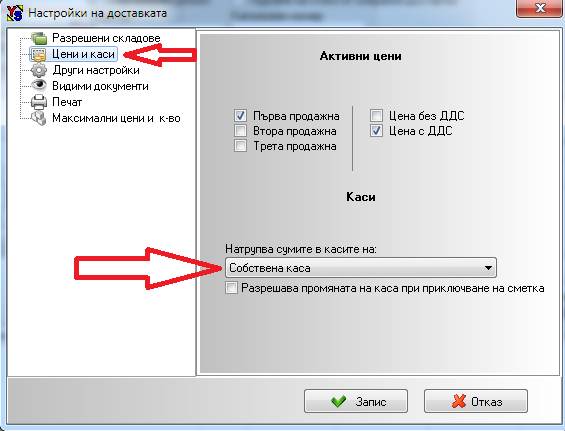 Настройки на доставката
Разрешени складове
Цени и каси
Други настройки
Видими документи
Печат
Максимални цени и к-во
Активни цени
Първа продажна
Втора продажна
Трета продажна
Цена без ДДС
Цена с ДДС
Каси
Натрупва сумите в касите на:
Собствена каса
Разрешава промяната на каса при приключване на сметка
Запис
Отказ